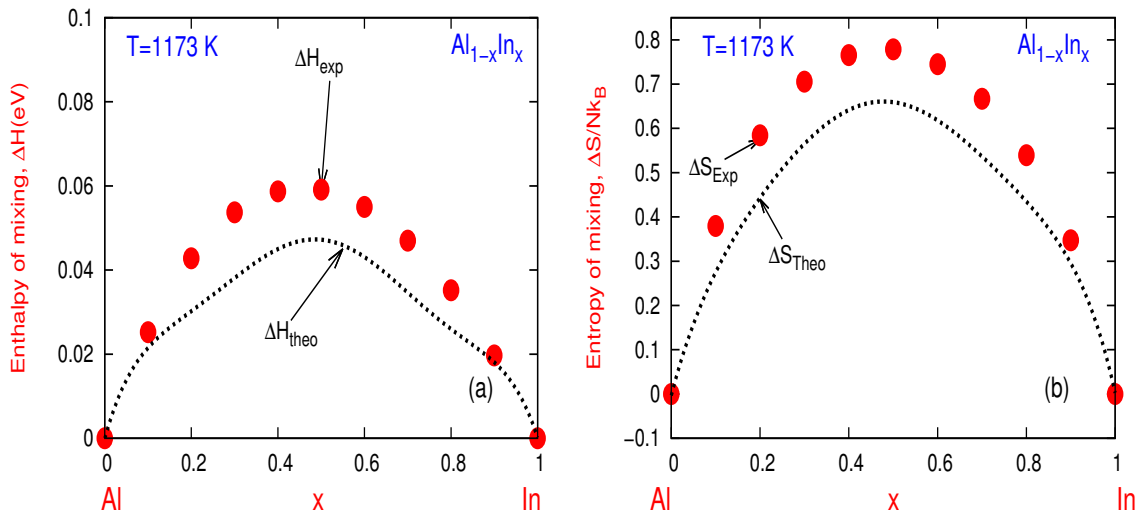 0.1
T=1173 K
Al1−xInx
ΔHexp
0.08
0.06
0.04
0.02
0
ΔHtheo
(a)
Enthalpy of mixing, ΔH(eV)
0 0.2 0.4 0.6 0.8 1
Al x In
0.8
T=1173 K
Al1−xInx
0.7
0.6
0.5
0.4
0.3
0.2
0.1
0
−0.1
ΔSExp
ΔSTheo
(b)
Entropy of mixing, ΔS/NkB
0 0.2 0.4 0.6 0.8 1
Al x In